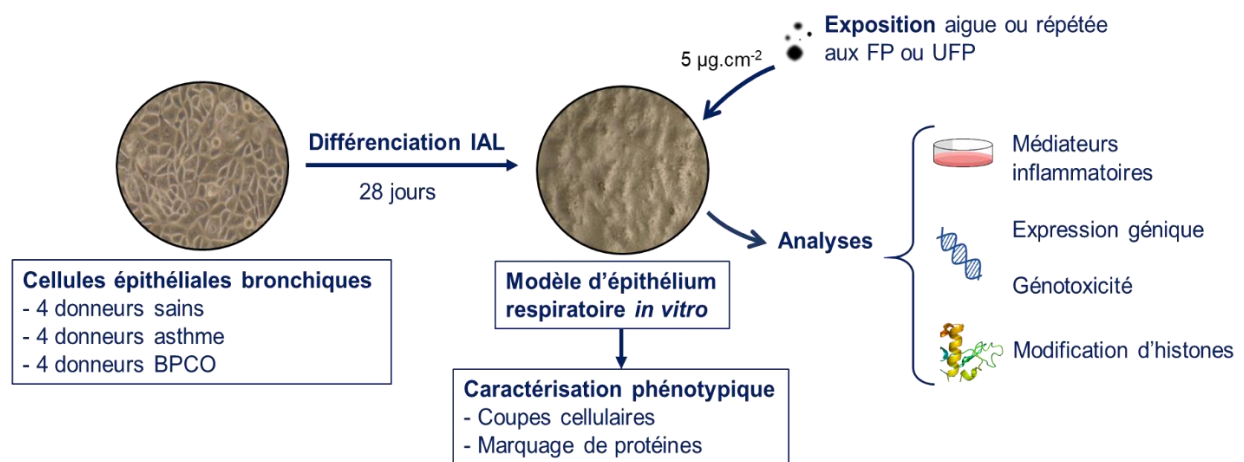 Cellules épithéliales bronchiques
- 4 donneurs sains
- 4 donneurs asthme
- 4 donneurs BPCO
Différenciation IAL
28 jours
Modèle d'épithélium
respiratoire in vitro
Caractérisation phénotypique
- Coupes cellulaires
- Marquage de protéines
5 µg.cm⁻²
Exposition aigue ou répétée
aux FP ou UFP
Analyses
Médiateurs
inflammatoires
Expression génique
Génotoxicité
Modification d'histones